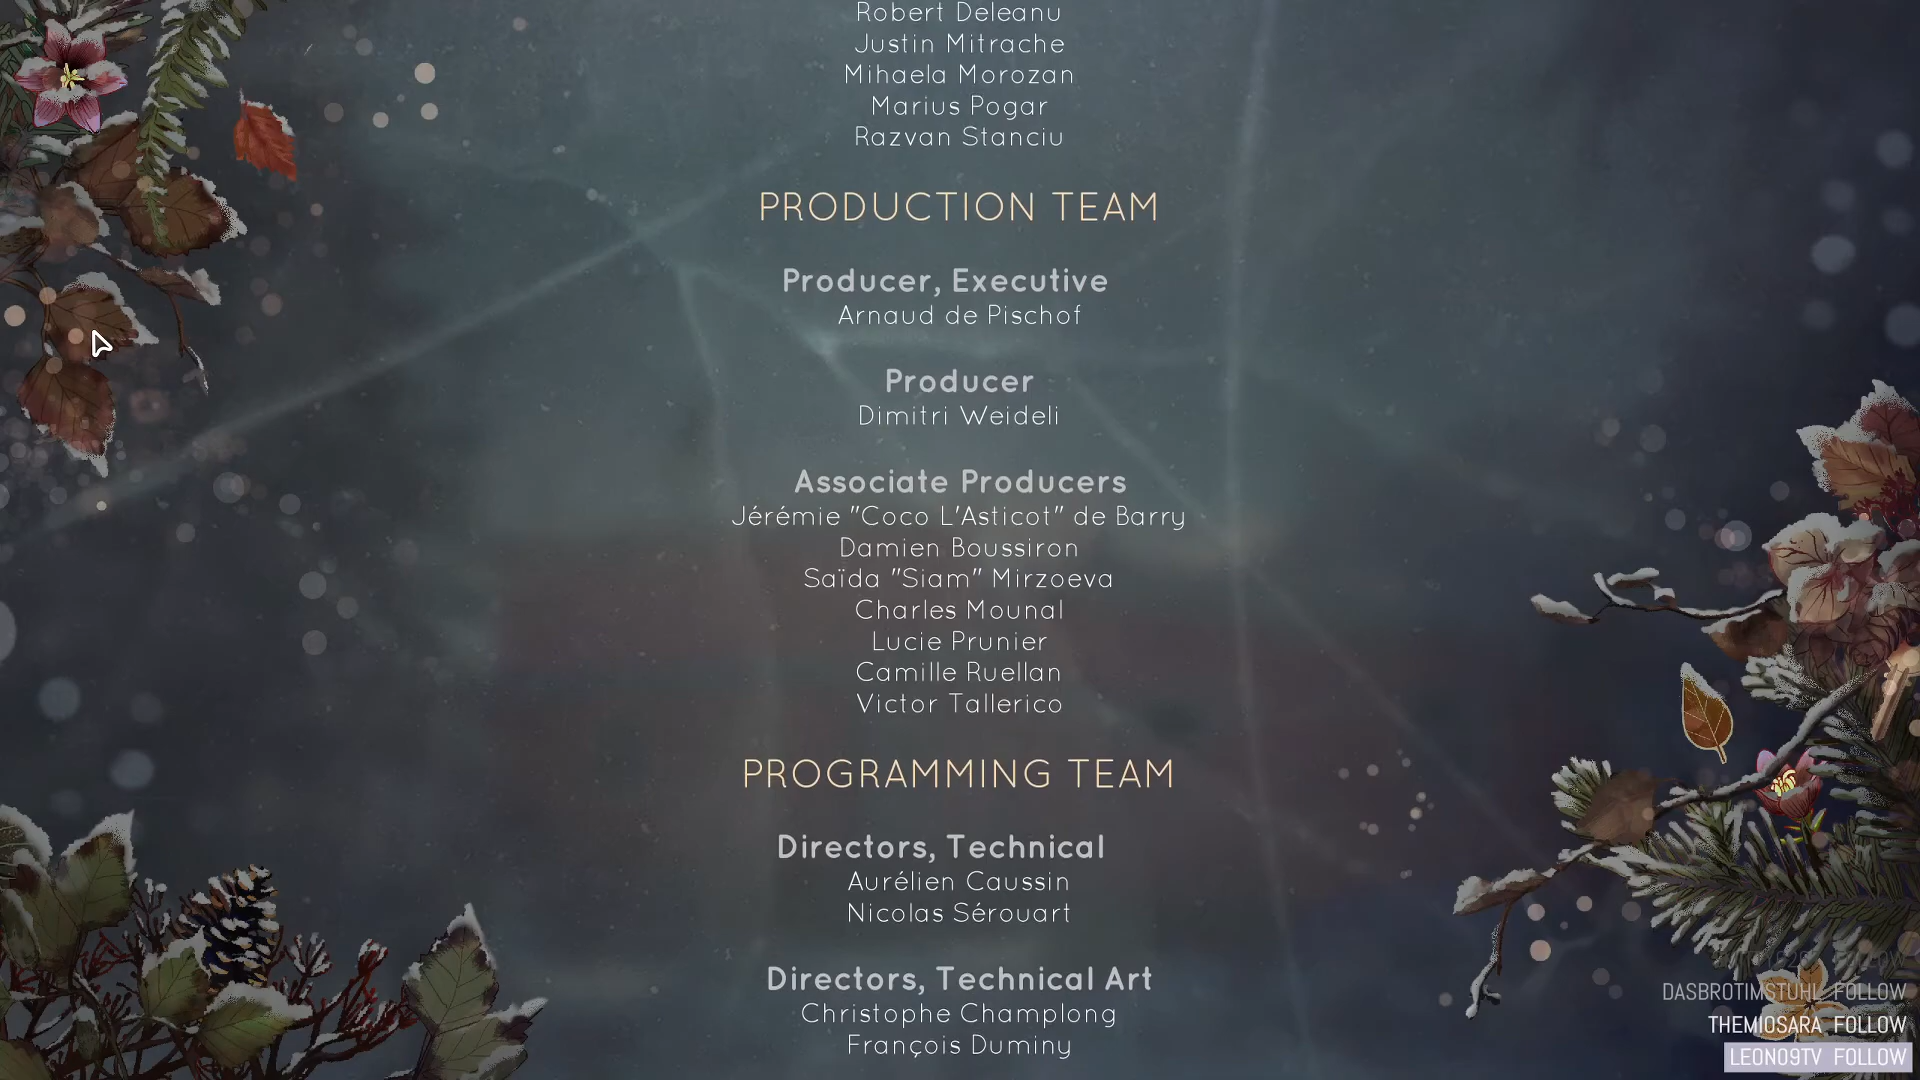 Robert Deleanu
Justin Mitrache
Mihaela Morozan
Marius Pogar
Razvan Stanciu
PRODUCTION TEAM
Producer, Executive
Arnaud de Pischof
Producer
Dimitri Weideli
Associate Producers
Jérémie "Coco L'Asticot" de Barry
Damien Boussiron
Saïda "Siam" Mirzoeva
Charles Mounal
Lucie Prunier
Camille Ruellan
Victor Tallerico
PROGRAMMING TEAM
Directors, Technical
Aurélien Caussin
Nicolas Sérouart
Directors, Technical Art
Christophe Champlong
François Duminy
FOLLOW
DASBROTIMSTUHL FOLLOW
THEMIOSARA FOLLOW
LEONO9TV FOLLOW